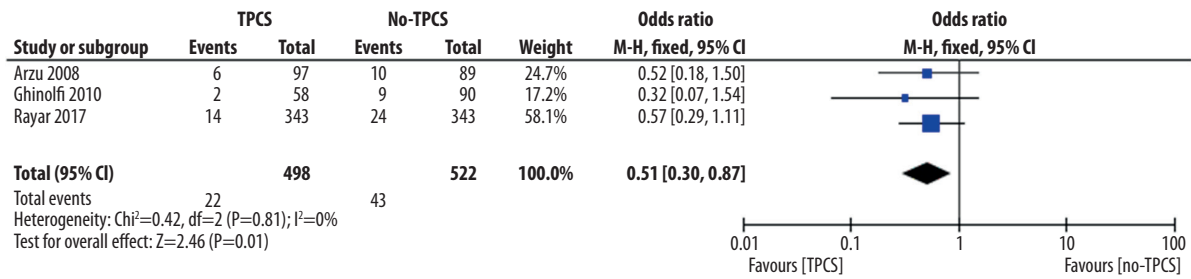 TPCS No-TPCS Odds ratio Odds ratio
Study or subgroup Events Total Events Total Weight M-H, fixed, 95% CI M-H, fixed, 95% CI
Arzu 2008 6 97 10 89 24.7% 0.52 [0.18, 1.50]
Ghinolfi 2010 2 58 9 90 17.2% 0.32 [0.07, 1.54]
Rayar 2017 14 343 24 343 58.1% 0.57 [0.29, 1.11]
Total (95% CI) 498 522 100.0% 0.51 [0.30, 0.87]
Total events 22 43
Heterogeneity: Chi²=0.42, df=2 (P=0.81); I²=0%
Test for overall effect: Z=2.46 (P=0.01)
0.01 0.1 1 10 100
Favours [TPCS] Favours [no-TPCS]